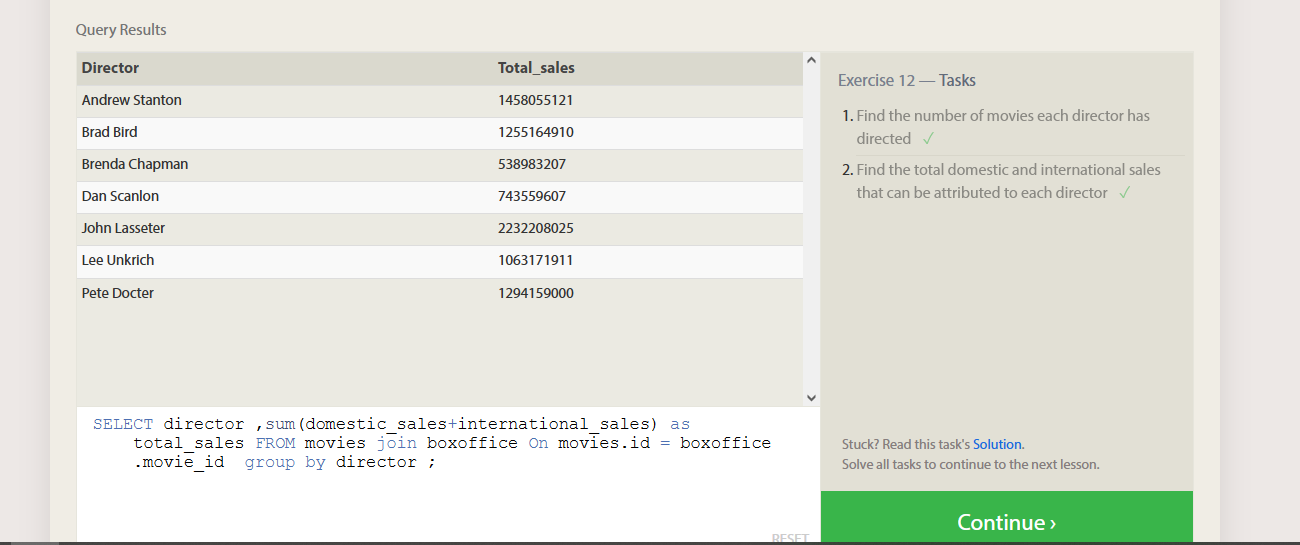 Query Results
Director Total_sales
Andrew Stanton 1458055121
Brad Bird 1255164910
Brenda Chapman 538983207
Dan Scanlon 743559607
John Lasseter 2232208025
Lee Unkrich 1063171911
Pete Docter 1294159000
SELECT director ,sum(domestic_sales+international_sales) as
total_sales FROM movies join boxoffice On movies.id = boxoffice
.movie_id  group by director ;
RESET
Exercise 12 — Tasks
1. Find the number of movies each director has
directed ✓
2. Find the total domestic and international sales
that can be attributed to each director ✓
Stuck? Read this task's Solution.
Solve all tasks to continue to the next lesson.
Continue ›